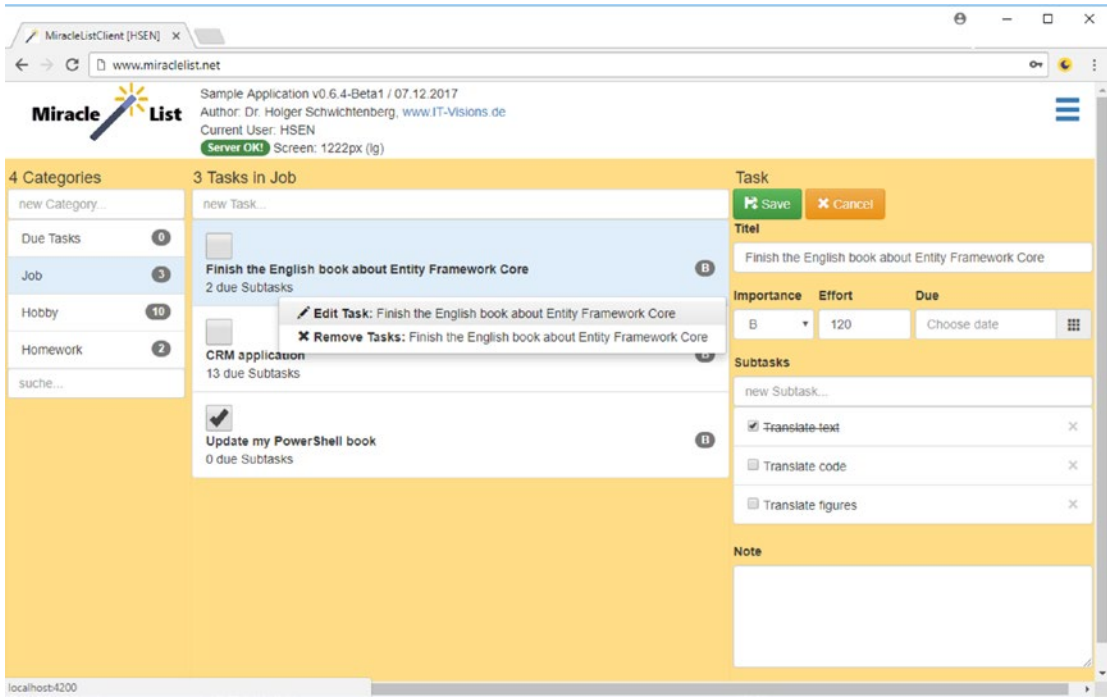 MiracleListClient [HSEN]
www.miraclelist.net
Miracle List
Sample Application v0.6.4-Beta1 / 07.12.2017
Author: Dr. Holger Schwichtenberg, www.IT-Visions.de
Current User: HSEN
Server OK! Screen: 1222px (lg)
4 Categories
new Category...
Due Tasks 0
Job 3
Hobby 10
Homework 2
suche...
3 Tasks in Job
new Task...
Finish the English book about Entity Framework Core B
2 due Subtasks
Edit Task: Finish the English book about Entity Framework Core
Remove Tasks: Finish the English book about Entity Framework Core
CRM application B
13 due Subtasks
Update my PowerShell book B
0 due Subtasks
Task
Save Cancel
Titel
Finish the English book about Entity Framework Core
Importance Effort Due
B 120 Choose date
Subtasks
new Subtask...
Translate text
Translate code
Translate figures
Note
localhost:4200